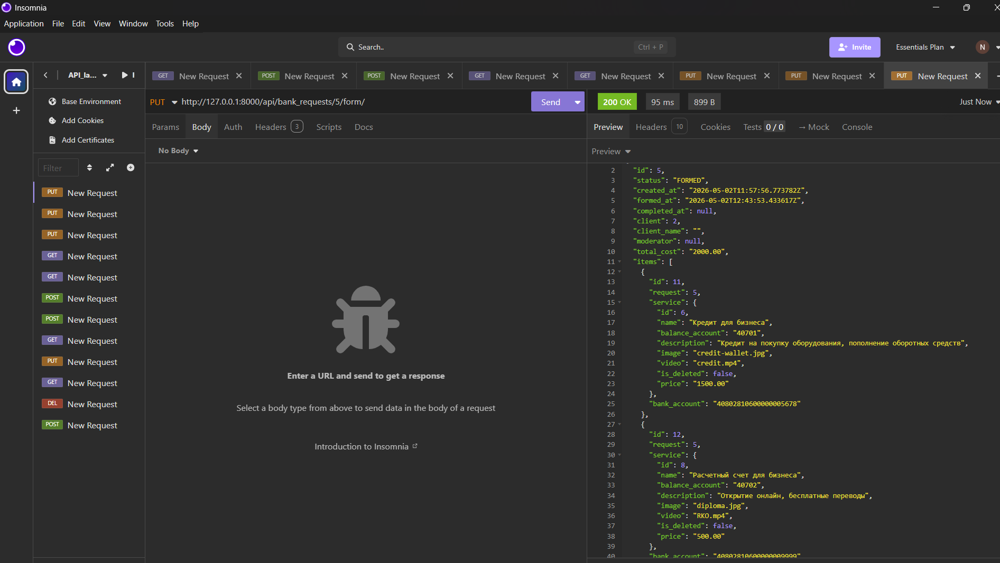 Insomnia
Application File Edit View Window Tools Help
Search.. Ctrl + P
Invite
Essentials Plan
N
API_la...
GET New Request
POST New Request
POST New Request
GET New Request
GET New Request
PUT New Request
PUT New Request
PUT New Request
Base Environment
Add Cookies
Add Certificates
Filter
PUT New Request
PUT New Request
PUT New Request
GET New Request
GET New Request
POST New Request
POST New Request
GET New Request
PUT New Request
GET New Request
DEL New Request
POST New Request
PUT http://127.0.0.1:8000/api/bank_requests/5/form/ Send
Params Body Auth Headers 3 Scripts Docs
No Body
Enter a URL and send to get a response
Select a body type from above to send data in the body of a request
Introduction to Insomnia
200 OK 95 ms 899 B Just Now
Preview Headers 10 Cookies Tests 0 / 0 → Mock Console
Preview
2 "id": 5,
3 "status": "FORMED",
4 "created_at": "2026-05-02T11:57:56.773782Z",
5 "formed_at": "2026-05-02T12:43:53.433617Z",
6 "completed_at": null,
7 "client": 2,
8 "client_name": "",
9 "moderator": null,
10 "total_cost": "2000.00",
11 "items": [
12 {
13 "id": 11,
14 "request": 5,
15 "service": {
16 "id": 6,
17 "name": "Кредит для бизнеса",
18 "balance_account": "40701",
19 "description": "Кредит на покупку оборудования, пополнение оборотных средств",
20 "image": "credit-wallet.jpg",
21 "video": "credit.mp4",
22 "is_deleted": false,
23 "price": "1500.00"
24 },
25 "bank_account": "40802810600000005678"
26 },
27 {
28 "id": 12,
29 "request": 5,
30 "service": {
31 "id": 8,
32 "name": "Расчетный счет для бизнеса",
33 "balance_account": "40702",
34 "description": "Открытие онлайн, бесплатные переводы",
35 "image": "diploma.jpg",
36 "video": "RKO.mp4",
37 "is_deleted": false,
38 "price": "500.00"
39 },
40 "bank_account": "40802810600000009999"